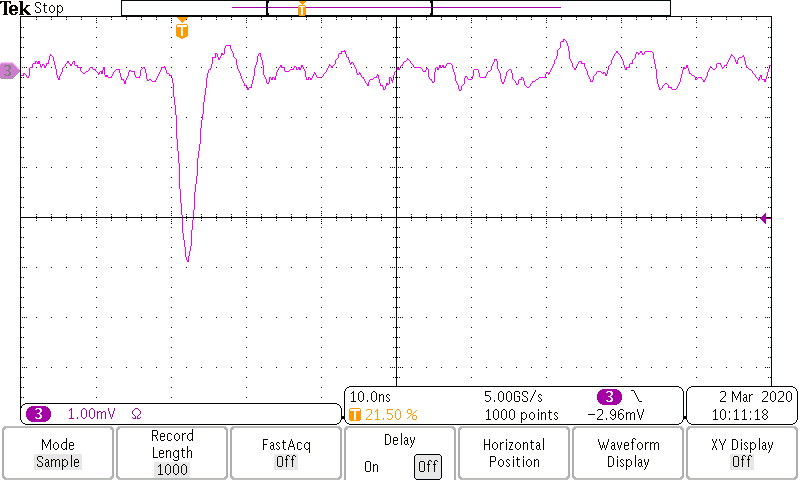 Tek Stop
T
T
3
10.0ns 5.00GS/s 3 2 Mar 2020
3 1.00mV Ω T 21.50 % 1000 points −2.96mV 10:11:18
Mode
Sample
Record
Length
1000
FastAcq
Off
Delay
On Off
Horizontal
Position
Waveform
Display
XY Display
Off